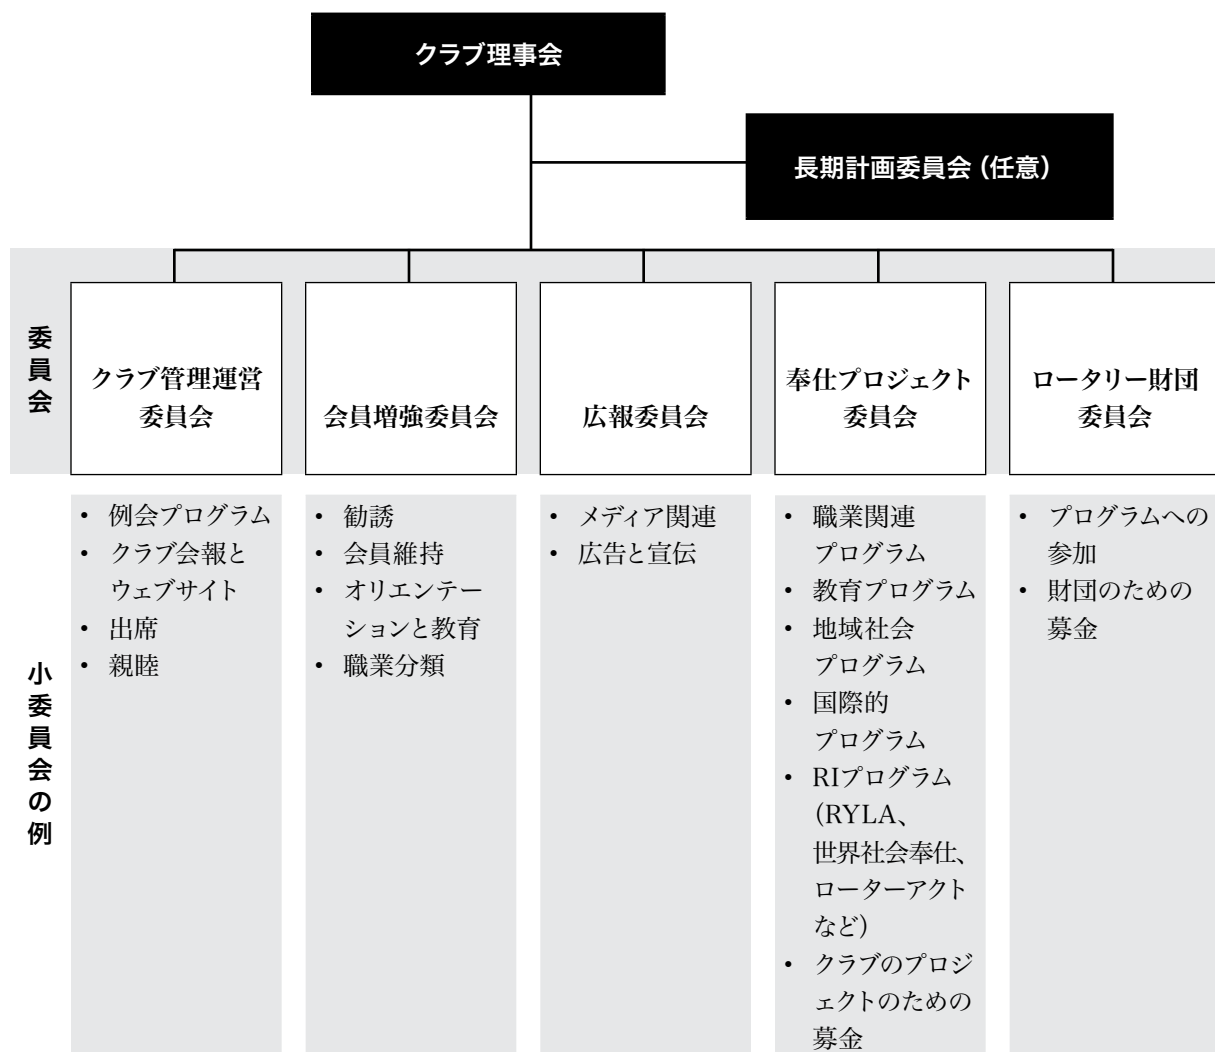 クラブ理事会
長期計画委員会（任意）
委員会
クラブ管理運営
委員会
会員増強委員会
広報委員会
奉仕プロジェクト
委員会
ロータリー財団
委員会
小委員会の例
• 例会プログラム
• クラブ会報と
ウェブサイト
• 出席
• 親睦
• 勧誘
• 会員維持
• オリエンテー
ションと教育
• 職業分類
• メディア関連
• 広告と宣伝
• 職業関連
プログラム
• 教育プログラム
• 地域社会
プログラム
• 国際的
プログラム
• RIプログラム
（RYLA、
世界社会奉仕、
ローターアクト
など）
• クラブのプロジ
ェクトのための
募金
• プログラムへの
参加
• 財団のための
募金